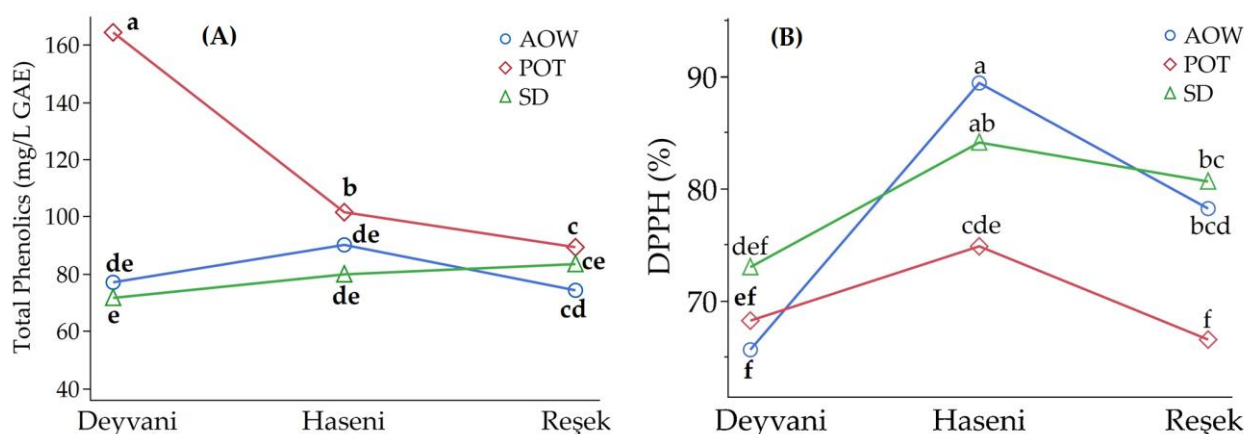 (A)
Total Phenolics (mg/L GAE)
160
140
120
100
80
60
40
AOW
POT
SD
a
b
c
de
de
ce
e
de
cd
Deyvani
Haseni
Reşek
(B)
DPPH (%)
90
80
70
AOW
POT
SD
a
ab
bc
bcd
cde
def
ef
f
f
Deyvani
Haseni
Reşek